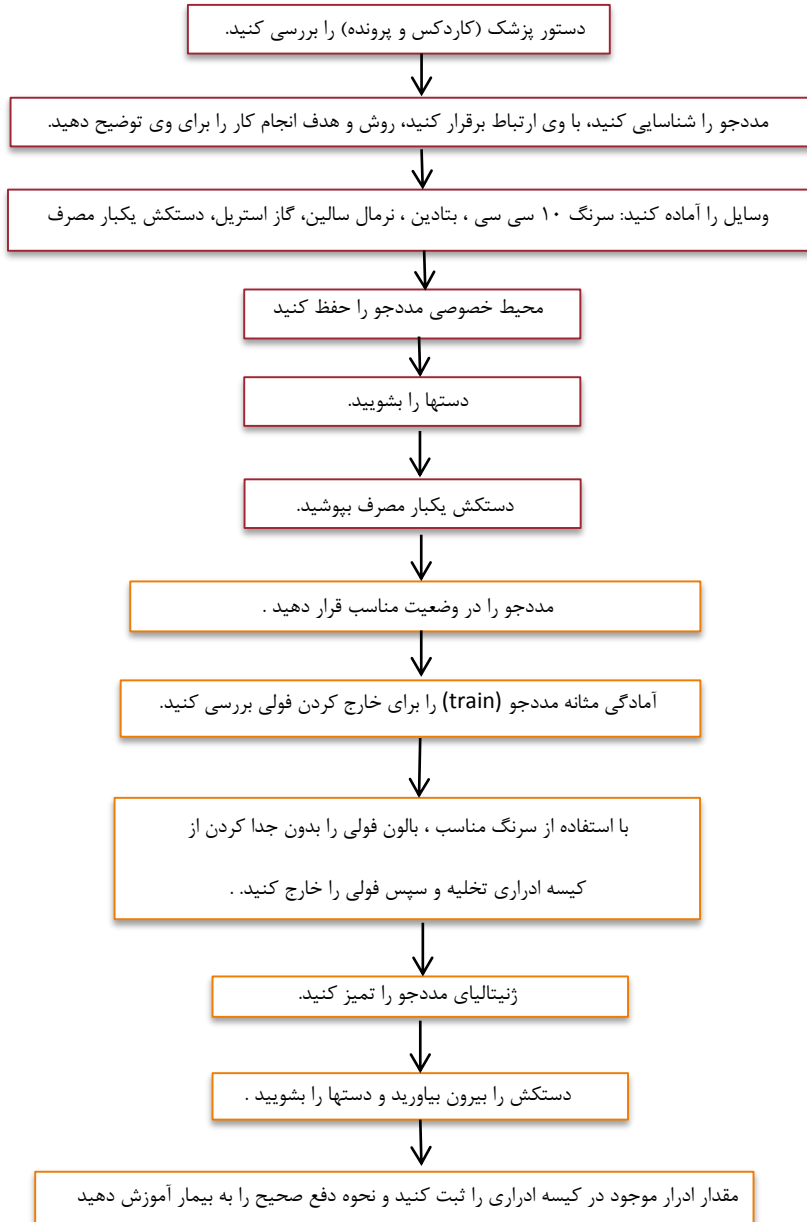 دستور پزشک (کاردکس و پرونده) را بررسی کنید.
مددجو را شناسایی کنید، با وی ارتباط برقرار کنید، روش و هدف انجام کار را برای وی توضیح دهید.
وسایل را آماده کنید: سرنگ ۱۰ سی سی ، بتادین ، نرمال سالین، گاز استریل، دستکش یکبار مصرف
محیط خصوصی مددجو را حفظ کنید
دستها را بشویید.
دستکش یکبار مصرف بپوشید.
مددجو را در وضعیت مناسب قرار دهید .
آمادگی مثانه مددجو (train) را برای خارج کردن فولی بررسی کنید.
با استفاده از سرنگ مناسب ، بالون فولی را بدون جدا کردن از
کیسه ادراری تخلیه و سپس فولی را خارج کنید. .
ژنیتالیای مددجو را تمیز کنید.
دستکش را بیرون بیاورید و دستها را بشویید .
مقدار ادرار موجود در کیسه ادراری را ثبت کنید و نحوه دفع صحیح را به بیمار آموزش دهید